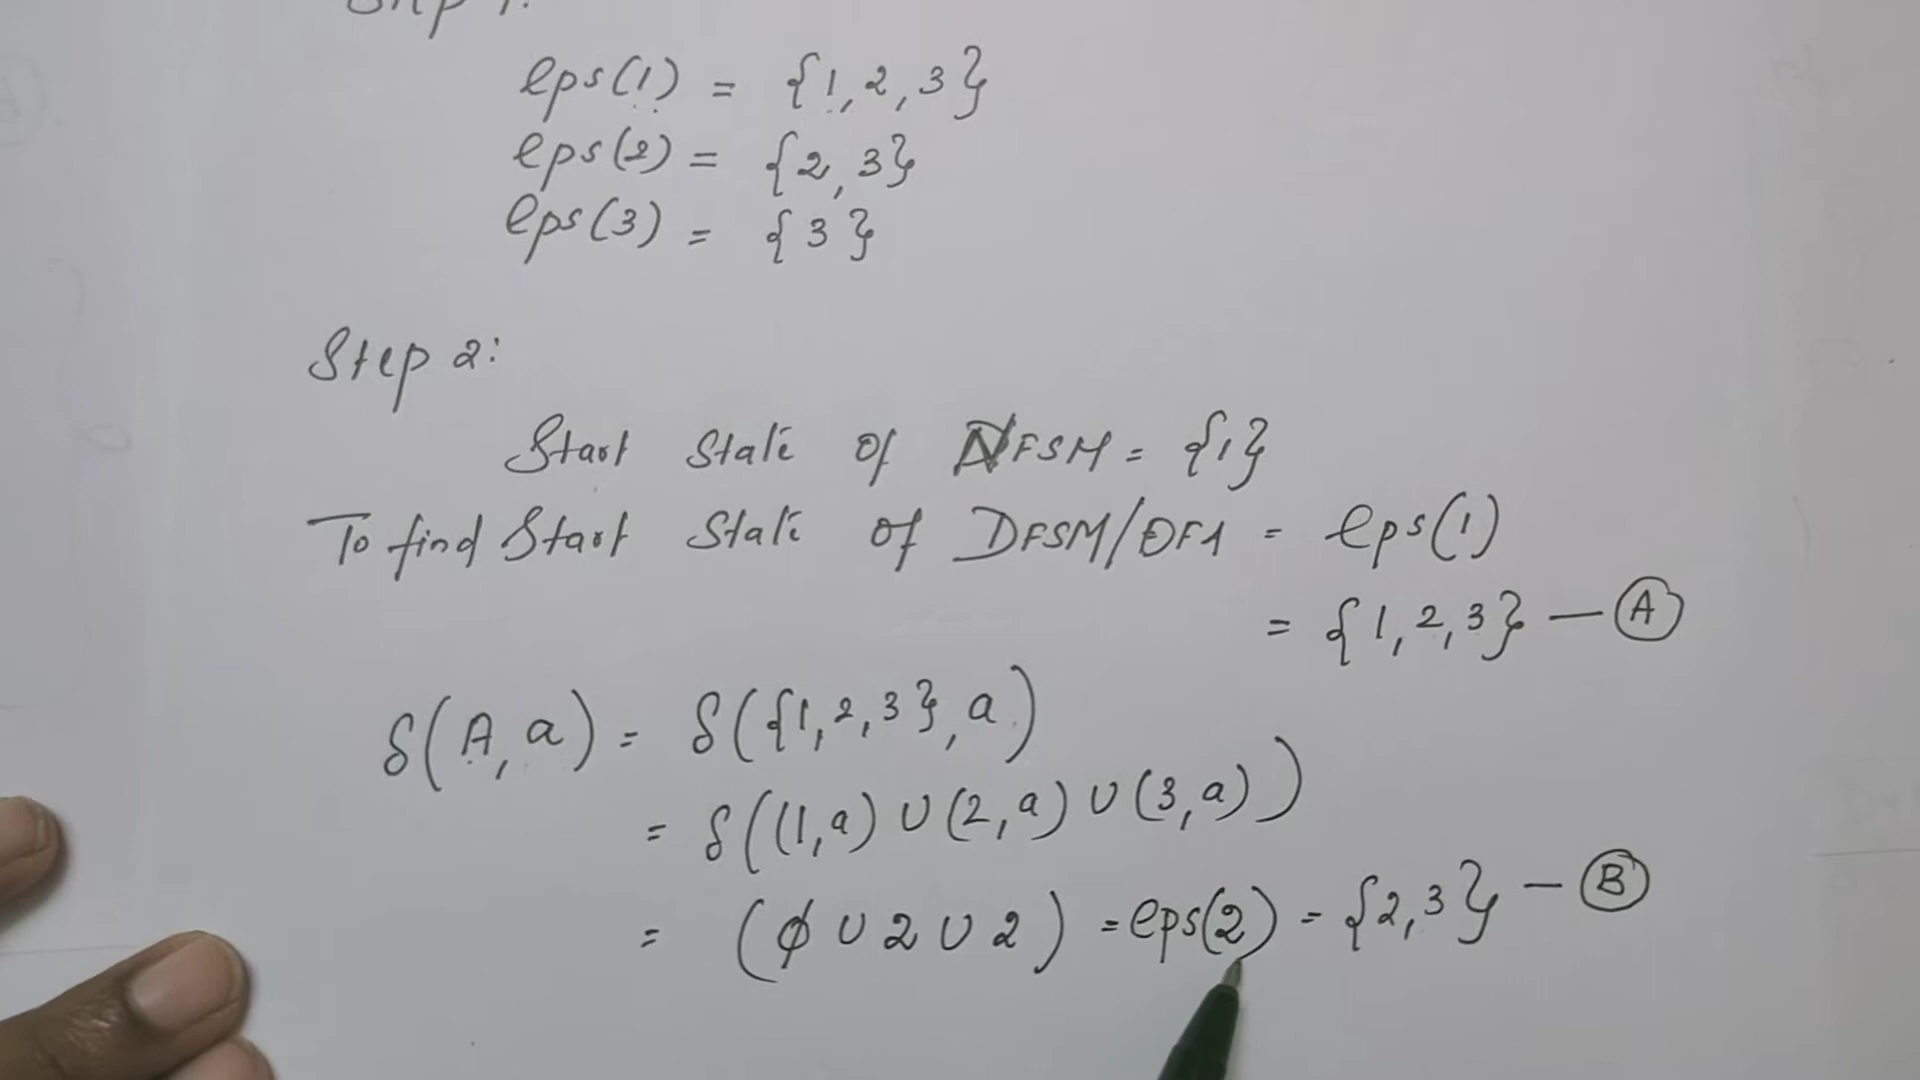 Step 1:
eps(1) = {1, 2, 3}
eps(2) = {2, 3}
eps(3) = {3}
Step 2:
Start State of NFSM = {1}
To find Start State of DFSM/DFA = eps(1)
= {1, 2, 3} — A
δ(A, a) = δ({1, 2, 3}, a)
= δ((1, a) ∪ (2, a) ∪ (3, a))
= (ϕ ∪ 2 ∪ 2) = eps(2) = {2, 3} — B